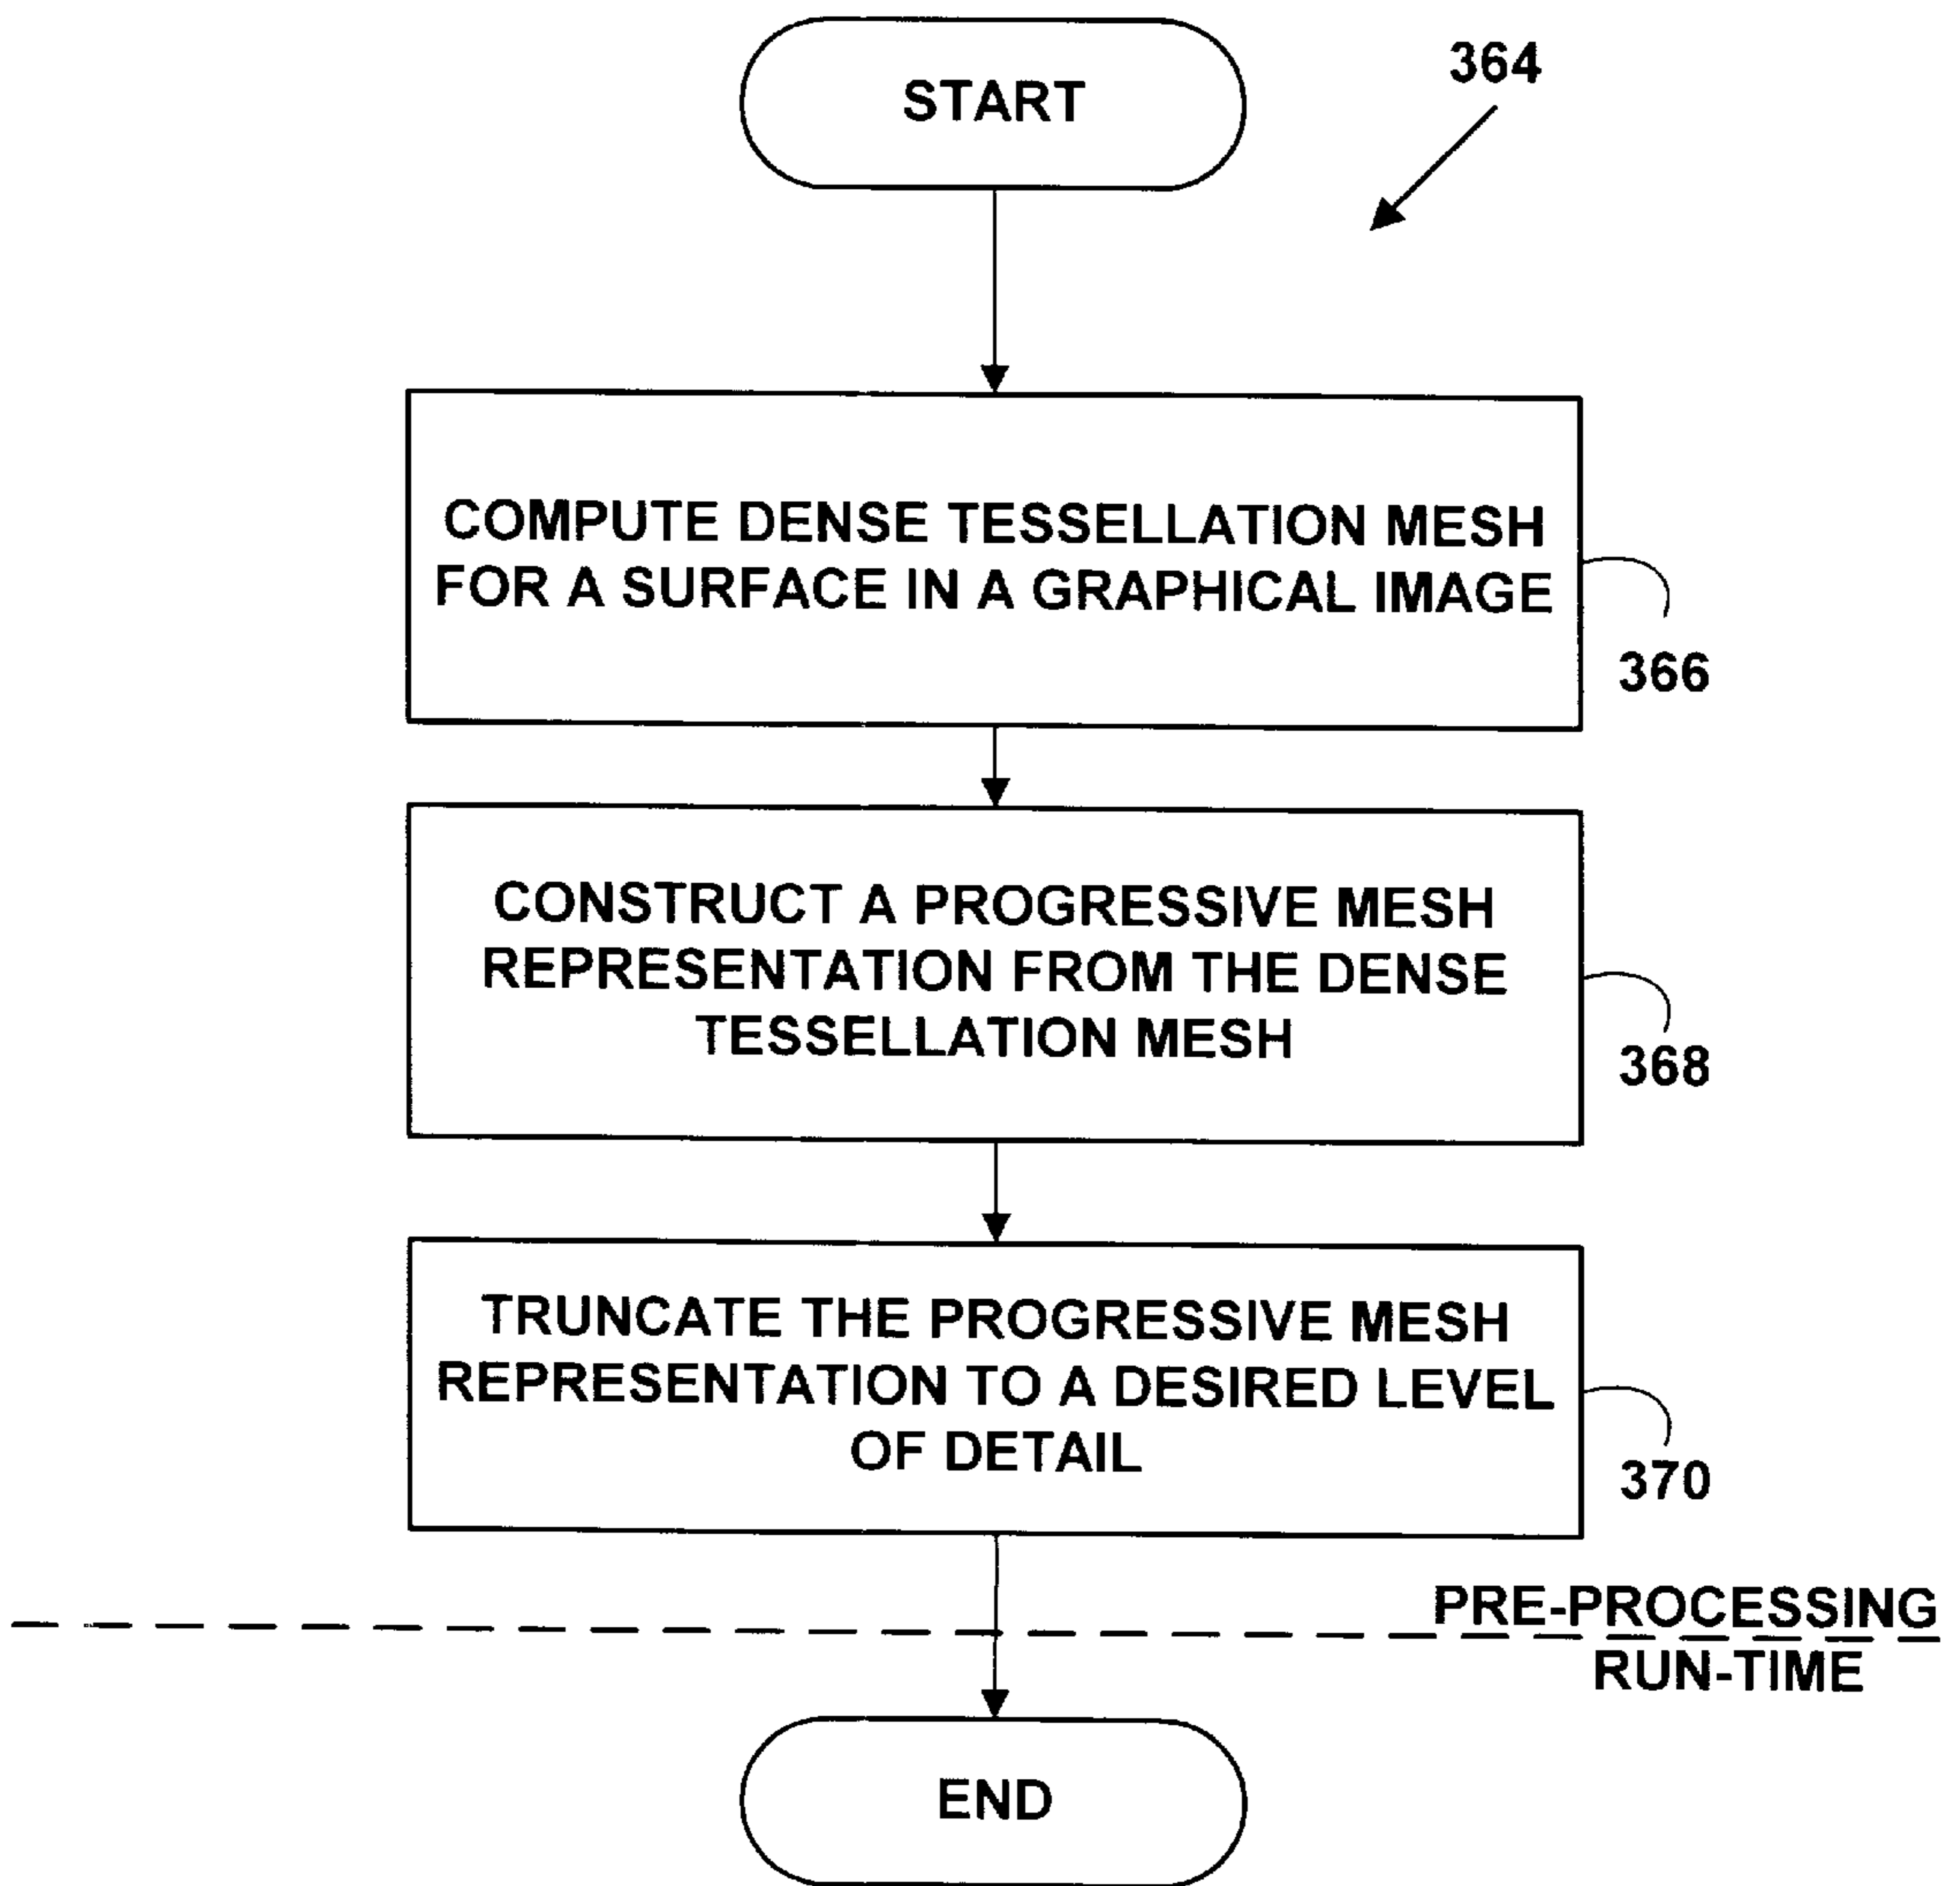 START
364
COMPUTE DENSE TESSELLATION MESH
FOR A SURFACE IN A GRAPHICAL IMAGE
366
CONSTRUCT A PROGRESSIVE MESH
REPRESENTATION FROM THE DENSE
TESSELLATION MESH
368
TRUNCATE THE PROGRESSIVE MESH
REPRESENTATION TO A DESIRED LEVEL
OF DETAIL
370
PRE-PROCESSING
RUN-TIME
END